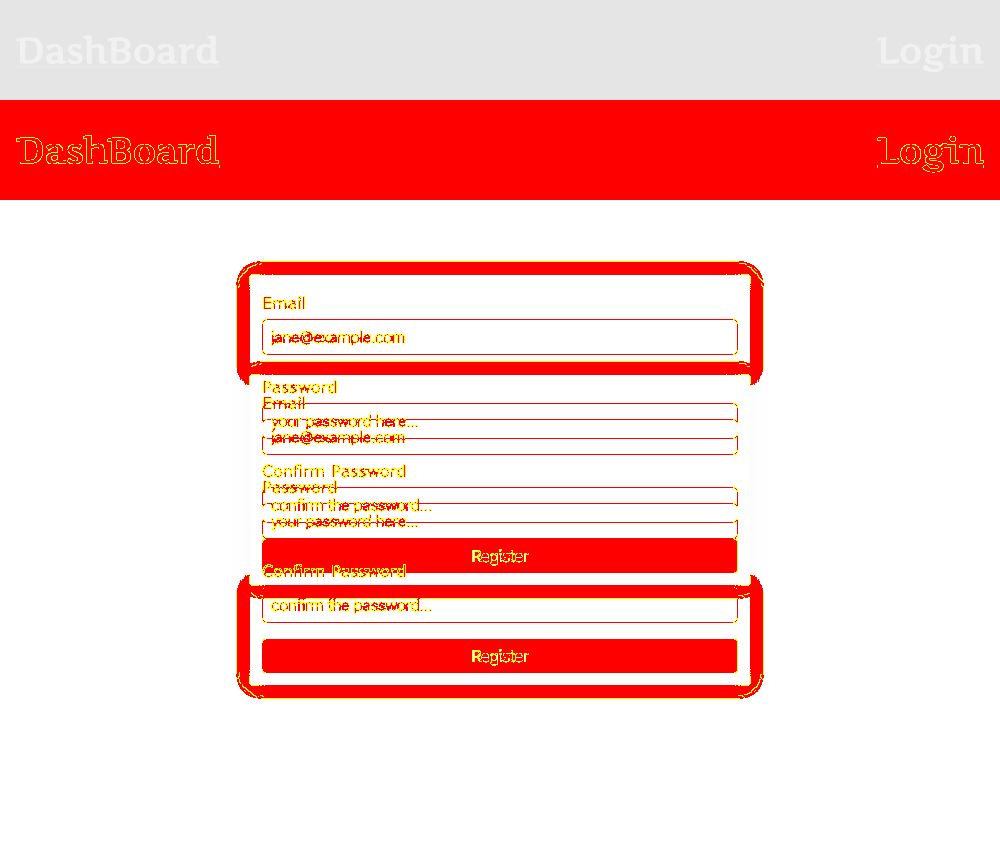 DashBoard Login
DashBoard Login
Email
jane@example.com
Password
Email
your password here...
jane@example.com
Confirm Password
Password
confirm the password...
your password here...
Register
Confirm Password
confirm the password...
Register